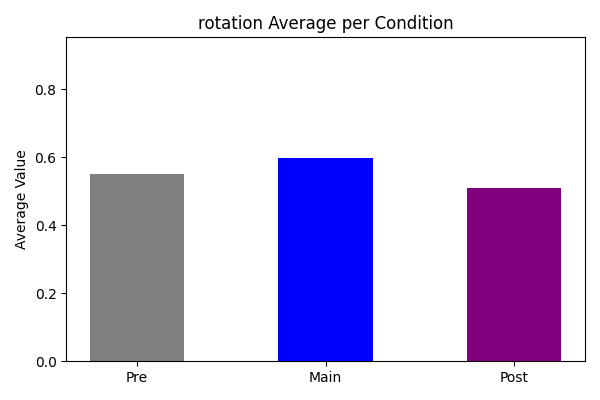 rotation Average per Condition
Average Value
0.8
0.6
0.4
0.2
0.0
Pre
Main
Post